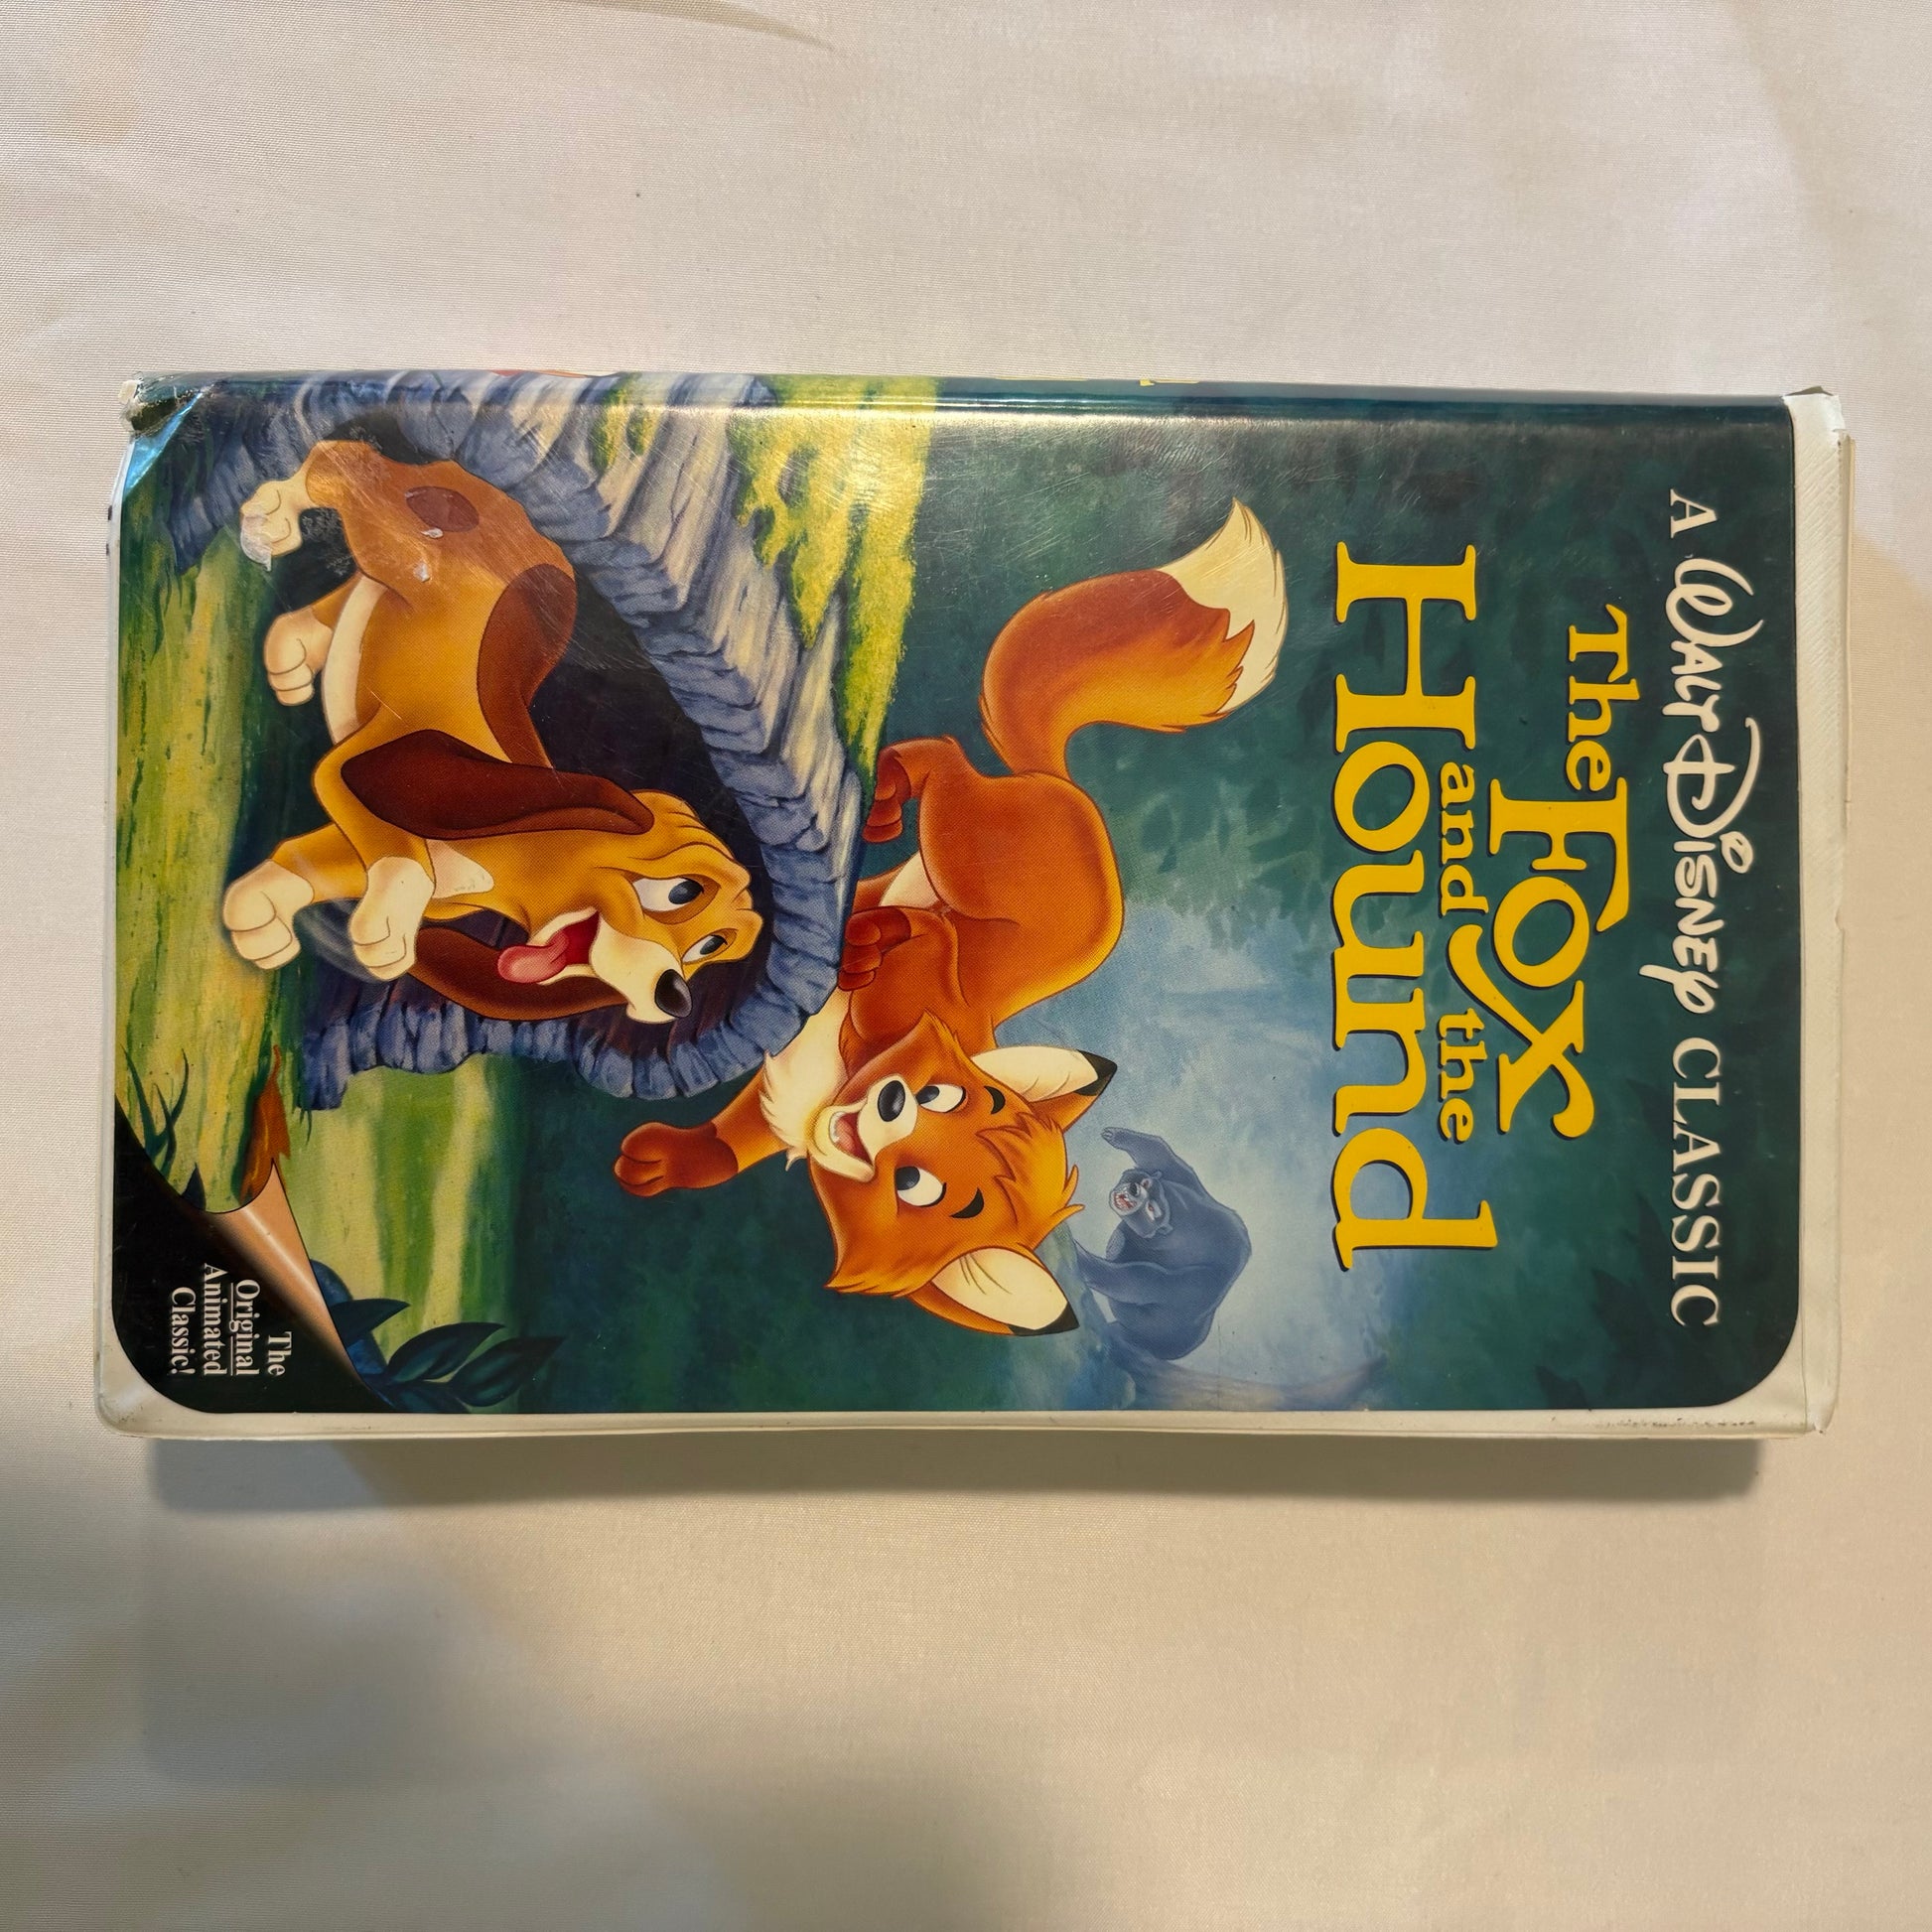 A WALT DISNEY CLASSIC
The Fox
and the
Hound
The
Original
Animated
Classic!